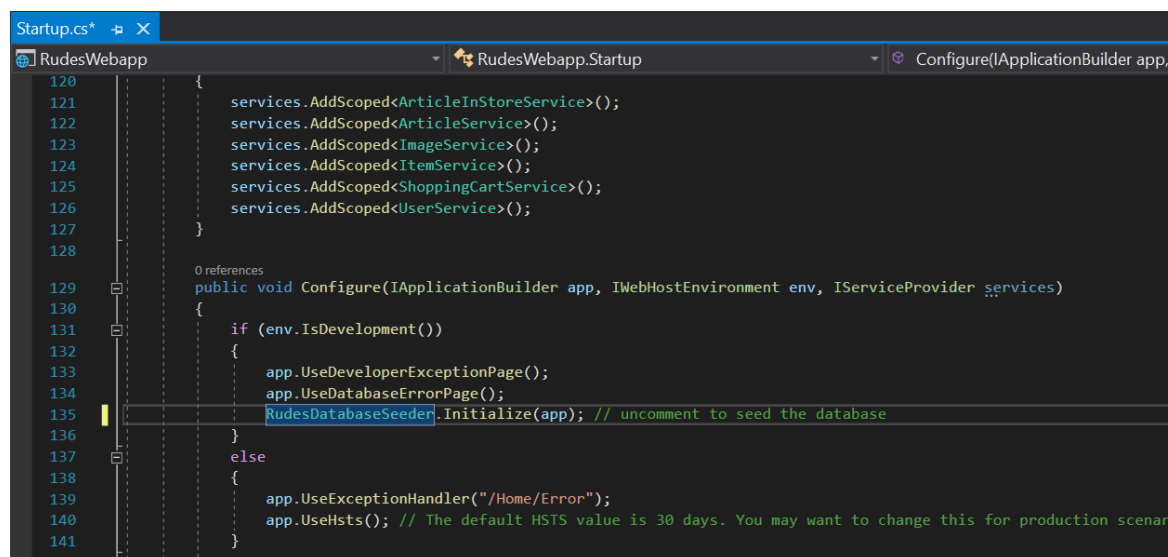 Startup.cs*
RudesWebapp RudesWebapp.Startup Configure(IApplicationBuilder app,
120 {
121 services.AddScoped<ArticleInStoreService>();
122 services.AddScoped<ArticleService>();
123 services.AddScoped<ImageService>();
124 services.AddScoped<ItemService>();
125 services.AddScoped<ShoppingCartService>();
126 services.AddScoped<UserService>();
127 }
128
0 references
129 public void Configure(IApplicationBuilder app, IWebHostEnvironment env, IServiceProvider services)
130 {
131 if (env.IsDevelopment())
132 {
133 app.UseDeveloperExceptionPage();
134 app.UseDatabaseErrorPage();
135 RudesDatabaseSeeder.Initialize(app); // uncomment to seed the database
136 }
137 else
138 {
139 app.UseExceptionHandler("/Home/Error");
140 app.UseHsts(); // The default HSTS value is 30 days. You may want to change this for production scenar
141 }